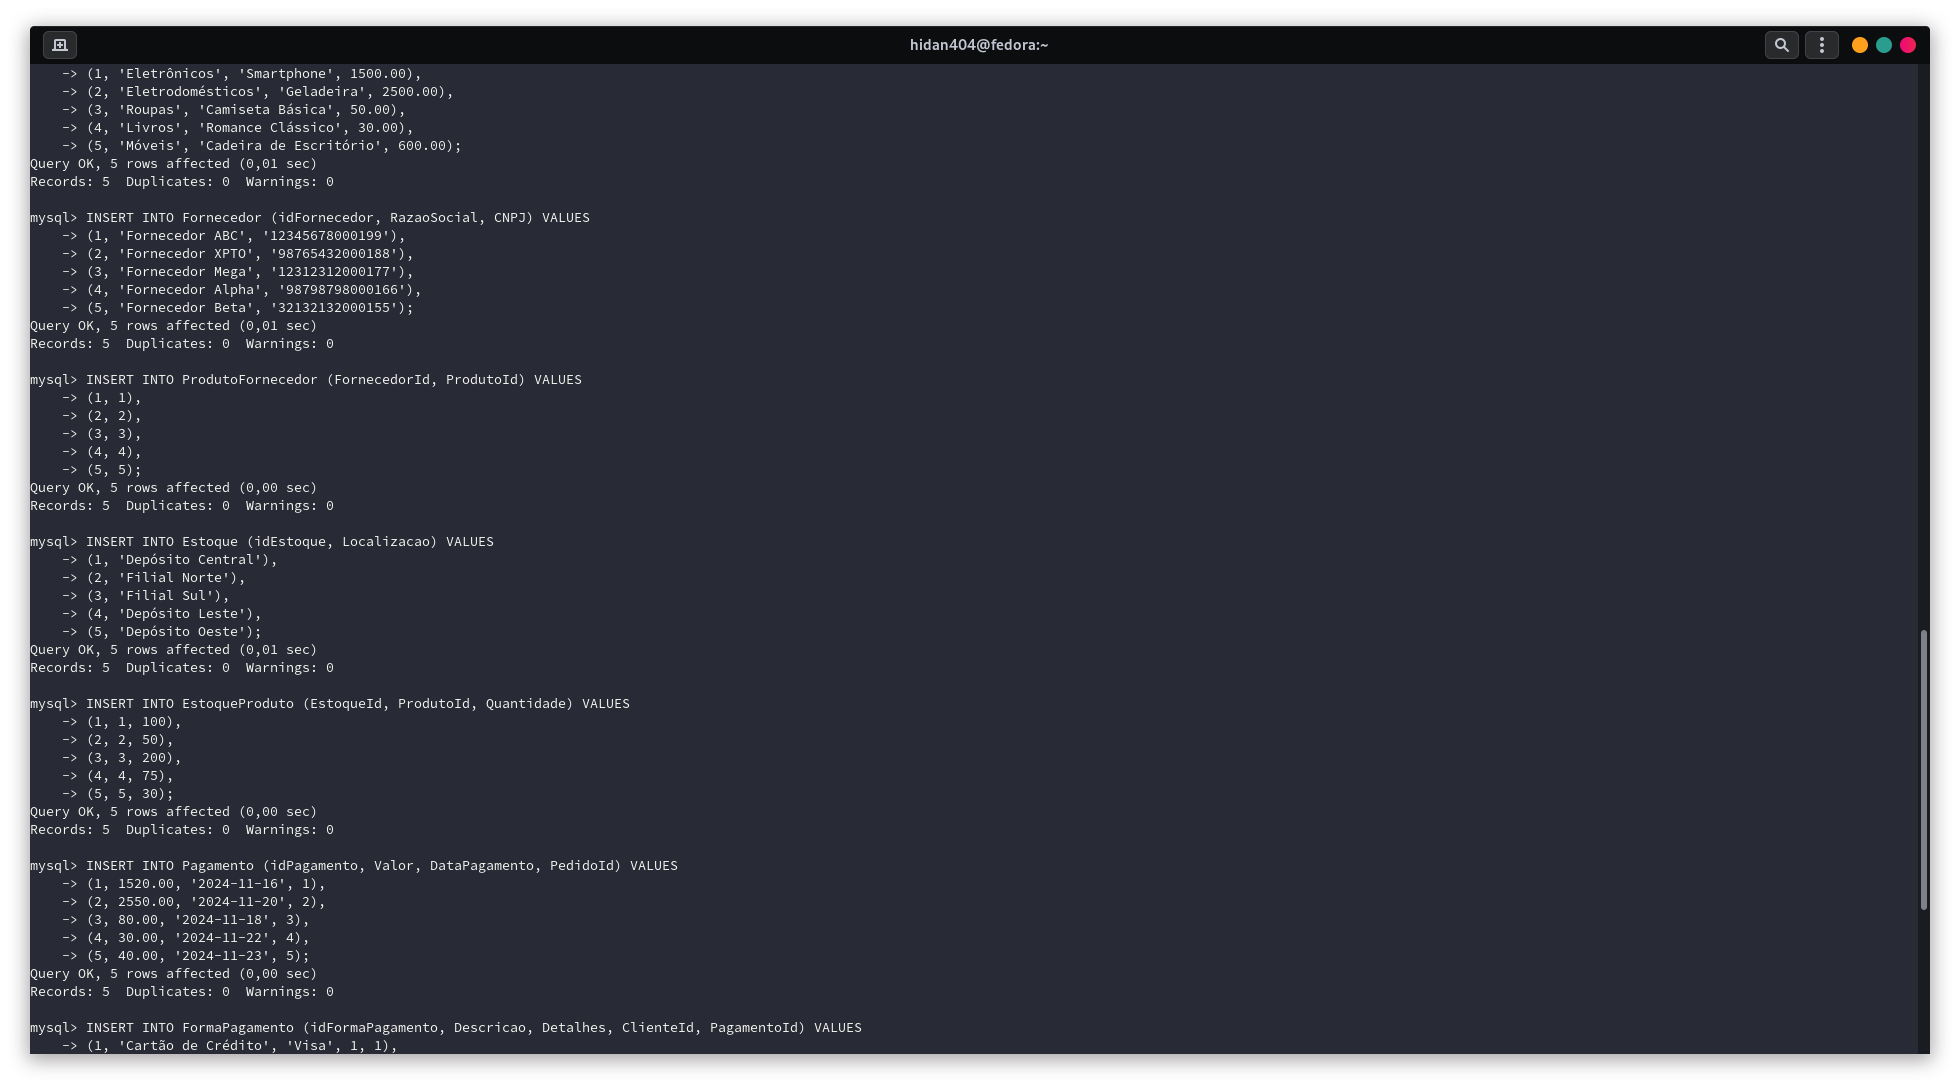 hidan404@fedora:~
    -> (1, 'Eletrônicos', 'Smartphone', 1500.00),
    -> (2, 'Eletrodomésticos', 'Geladeira', 2500.00),
    -> (3, 'Roupas', 'Camiseta Básica', 50.00),
    -> (4, 'Livros', 'Romance Clássico', 30.00),
    -> (5, 'Móveis', 'Cadeira de Escritório', 600.00);
Query OK, 5 rows affected (0,01 sec)
Records: 5  Duplicates: 0  Warnings: 0

mysql> INSERT INTO Fornecedor (idFornecedor, RazaoSocial, CNPJ) VALUES
    -> (1, 'Fornecedor ABC', '12345678000199'),
    -> (2, 'Fornecedor XPTO', '98765432000188'),
    -> (3, 'Fornecedor Mega', '12312312000177'),
    -> (4, 'Fornecedor Alpha', '98798798000166'),
    -> (5, 'Fornecedor Beta', '32132132000155');
Query OK, 5 rows affected (0,01 sec)
Records: 5  Duplicates: 0  Warnings: 0

mysql> INSERT INTO ProdutoFornecedor (FornecedorId, ProdutoId) VALUES
    -> (1, 1),
    -> (2, 2),
    -> (3, 3),
    -> (4, 4),
    -> (5, 5);
Query OK, 5 rows affected (0,00 sec)
Records: 5  Duplicates: 0  Warnings: 0

mysql> INSERT INTO Estoque (idEstoque, Localizacao) VALUES
    -> (1, 'Depósito Central'),
    -> (2, 'Filial Norte'),
    -> (3, 'Filial Sul'),
    -> (4, 'Depósito Leste'),
    -> (5, 'Depósito Oeste');
Query OK, 5 rows affected (0,01 sec)
Records: 5  Duplicates: 0  Warnings: 0

mysql> INSERT INTO EstoqueProduto (EstoqueId, ProdutoId, Quantidade) VALUES
    -> (1, 1, 100),
    -> (2, 2, 50),
    -> (3, 3, 200),
    -> (4, 4, 75),
    -> (5, 5, 30);
Query OK, 5 rows affected (0,00 sec)
Records: 5  Duplicates: 0  Warnings: 0

mysql> INSERT INTO Pagamento (idPagamento, Valor, DataPagamento, PedidoId) VALUES
    -> (1, 1520.00, '2024-11-16', 1),
    -> (2, 2550.00, '2024-11-20', 2),
    -> (3, 80.00, '2024-11-18', 3),
    -> (4, 30.00, '2024-11-22', 4),
    -> (5, 40.00, '2024-11-23', 5);
Query OK, 5 rows affected (0,00 sec)
Records: 5  Duplicates: 0  Warnings: 0

mysql> INSERT INTO FormaPagamento (idFormaPagamento, Descricao, Detalhes, ClienteId, PagamentoId) VALUES
    -> (1, 'Cartão de Crédito', 'Visa', 1, 1),